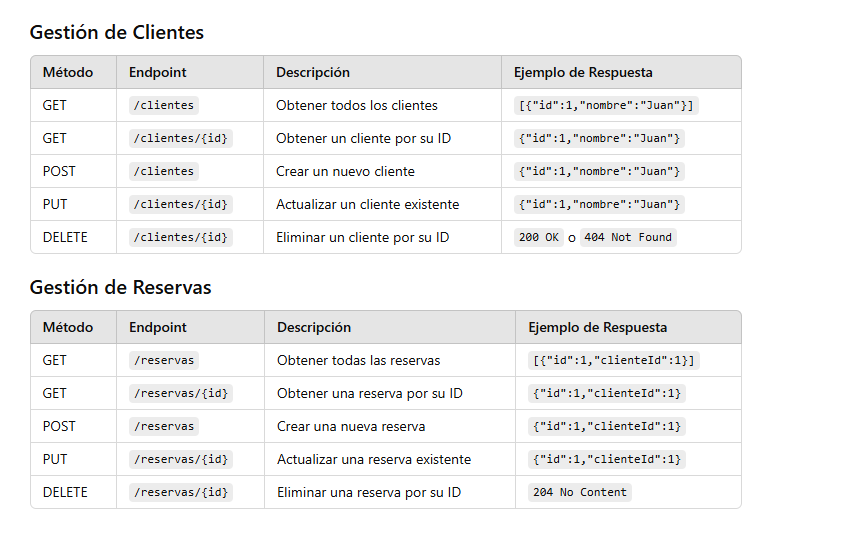 Gestión de Clientes
Método Endpoint Descripción Ejemplo de Respuesta
GET /clientes Obtener todos los clientes [{"id":1,"nombre":"Juan"}]
GET /clientes/{id} Obtener un cliente por su ID {"id":1,"nombre":"Juan"}
POST /clientes Crear un nuevo cliente {"id":1,"nombre":"Juan"}
PUT /clientes/{id} Actualizar un cliente existente {"id":1,"nombre":"Juan"}
DELETE /clientes/{id} Eliminar un cliente por su ID 200 OK o 404 Not Found
Gestión de Reservas
Método Endpoint Descripción Ejemplo de Respuesta
GET /reservas Obtener todas las reservas [{"id":1,"clienteId":1}]
GET /reservas/{id} Obtener una reserva por su ID {"id":1,"clienteId":1}
POST /reservas Crear una nueva reserva {"id":1,"clienteId":1}
PUT /reservas/{id} Actualizar una reserva existente {"id":1,"clienteId":1}
DELETE /reservas/{id} Eliminar una reserva por su ID 204 No Content